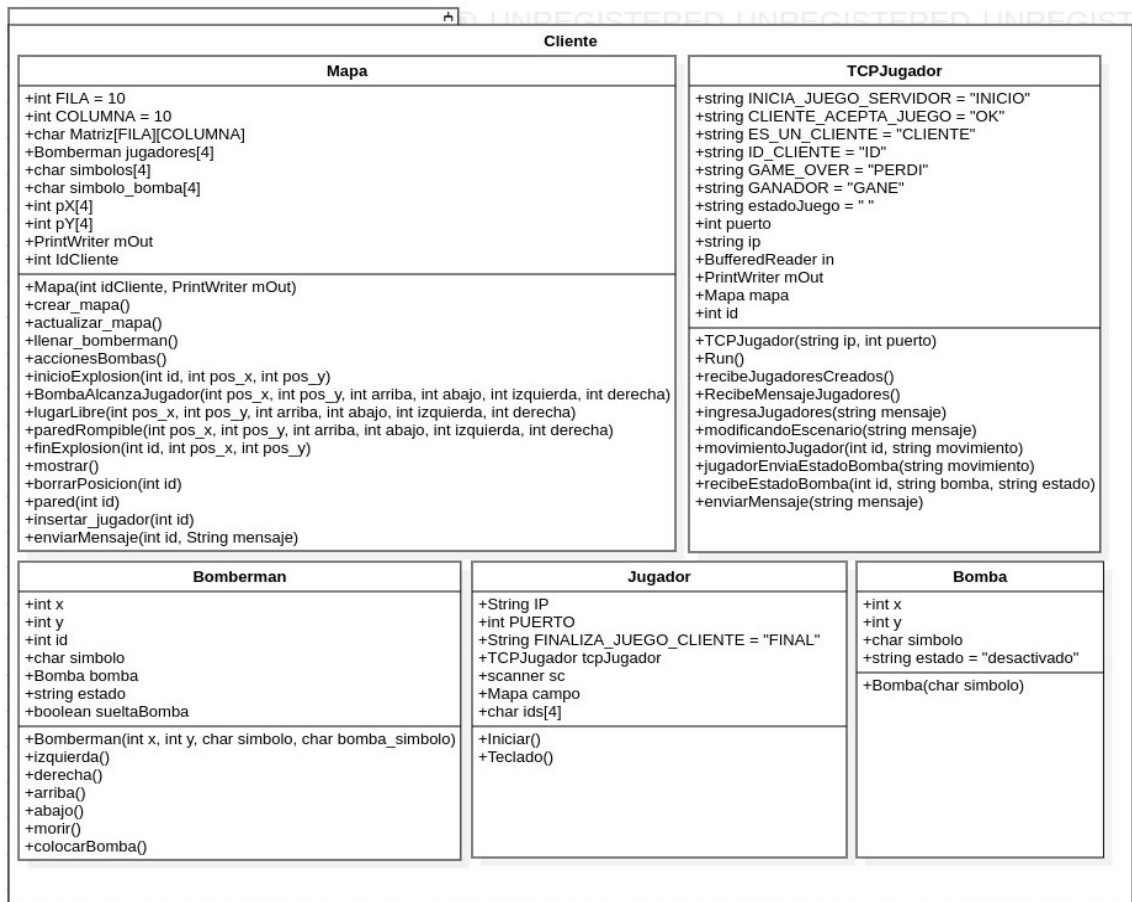 D UNREGISTERED UNREGISTERED UNREGIST
Cliente
Mapa
+int FILA = 10
+int COLUMNA = 10
+char Matriz[FILA][COLUMNA]
+Bomberman jugadores[4]
+char simbolos[4]
+char simbolo_bomba[4]
+int pX[4]
+int pY[4]
+PrintWriter mOut
+int IdCliente
+Mapa(int idCliente, PrintWriter mOut)
+crear_mapa()
+actualizar_mapa()
+llenar_bomberman()
+accionesBombas()
+inicioExplosion(int id, int pos_x, int pos_y)
+BombaAlcanzaJugador(int pos_x, int pos_y, int arriba, int abajo, int izquierda, int derecha)
+lugarLibre(int pos_x, int pos_y, int arriba, int abajo, int izquierda, int derecha)
+paredRompible(int pos_x, int pos_y, int arriba, int abajo, int izquierda, int derecha)
+finExplosion(int id, int pos_x, int pos_y)
+mostrar()
+borrarPosicion(int id)
+pared(int id)
+insertar_jugador(int id)
+enviarMensaje(int id, String mensaje)
TCPJugador
+string INICIA_JUEGO_SERVIDOR = "INICIO"
+string CLIENTE_ACEPTA_JUEGO = "OK"
+string ES_UN_CLIENTE = "CLIENTE"
+string ID_CLIENTE = "ID"
+string GAME_OVER = "PERDI"
+string GANADOR = "GANE"
+string estadoJuego = " "
+int puerto
+string ip
+BufferedReader in
+PrintWriter mOut
+Mapa mapa
+int id
+TCPJugador(string ip, int puerto)
+Run()
+recibeJugadoresCreados()
+RecibeMensajeJugadores()
+ingresaJugadores(string mensaje)
+modificandoEscenario(string mensaje)
+movimientoJugador(int id, string movimiento)
+jugadorEnviaEstadoBomba(string movimiento)
+recibeEstadoBomba(int id, string bomba, string estado)
+enviarMensaje(string mensaje)
Bomberman
+int x
+int y
+int id
+char simbolo
+Bomba bomba
+string estado
+boolean sueltaBomba
+Bomberman(int x, int y, char simbolo, char bomba_simbolo)
+izquierda()
+derecha()
+arriba()
+abajo()
+morir()
+colocarBomba()
Jugador
+String IP
+int PUERTO
+String FINALIZA_JUEGO_CLIENTE = "FINAL"
+TCPJugador tcpJugador
+scanner sc
+Mapa campo
+char ids[4]
+Iniciar()
+Teclado()
Bomba
+int x
+int y
+char simbolo
+string estado = "desactivado"
+Bomba(char simbolo)